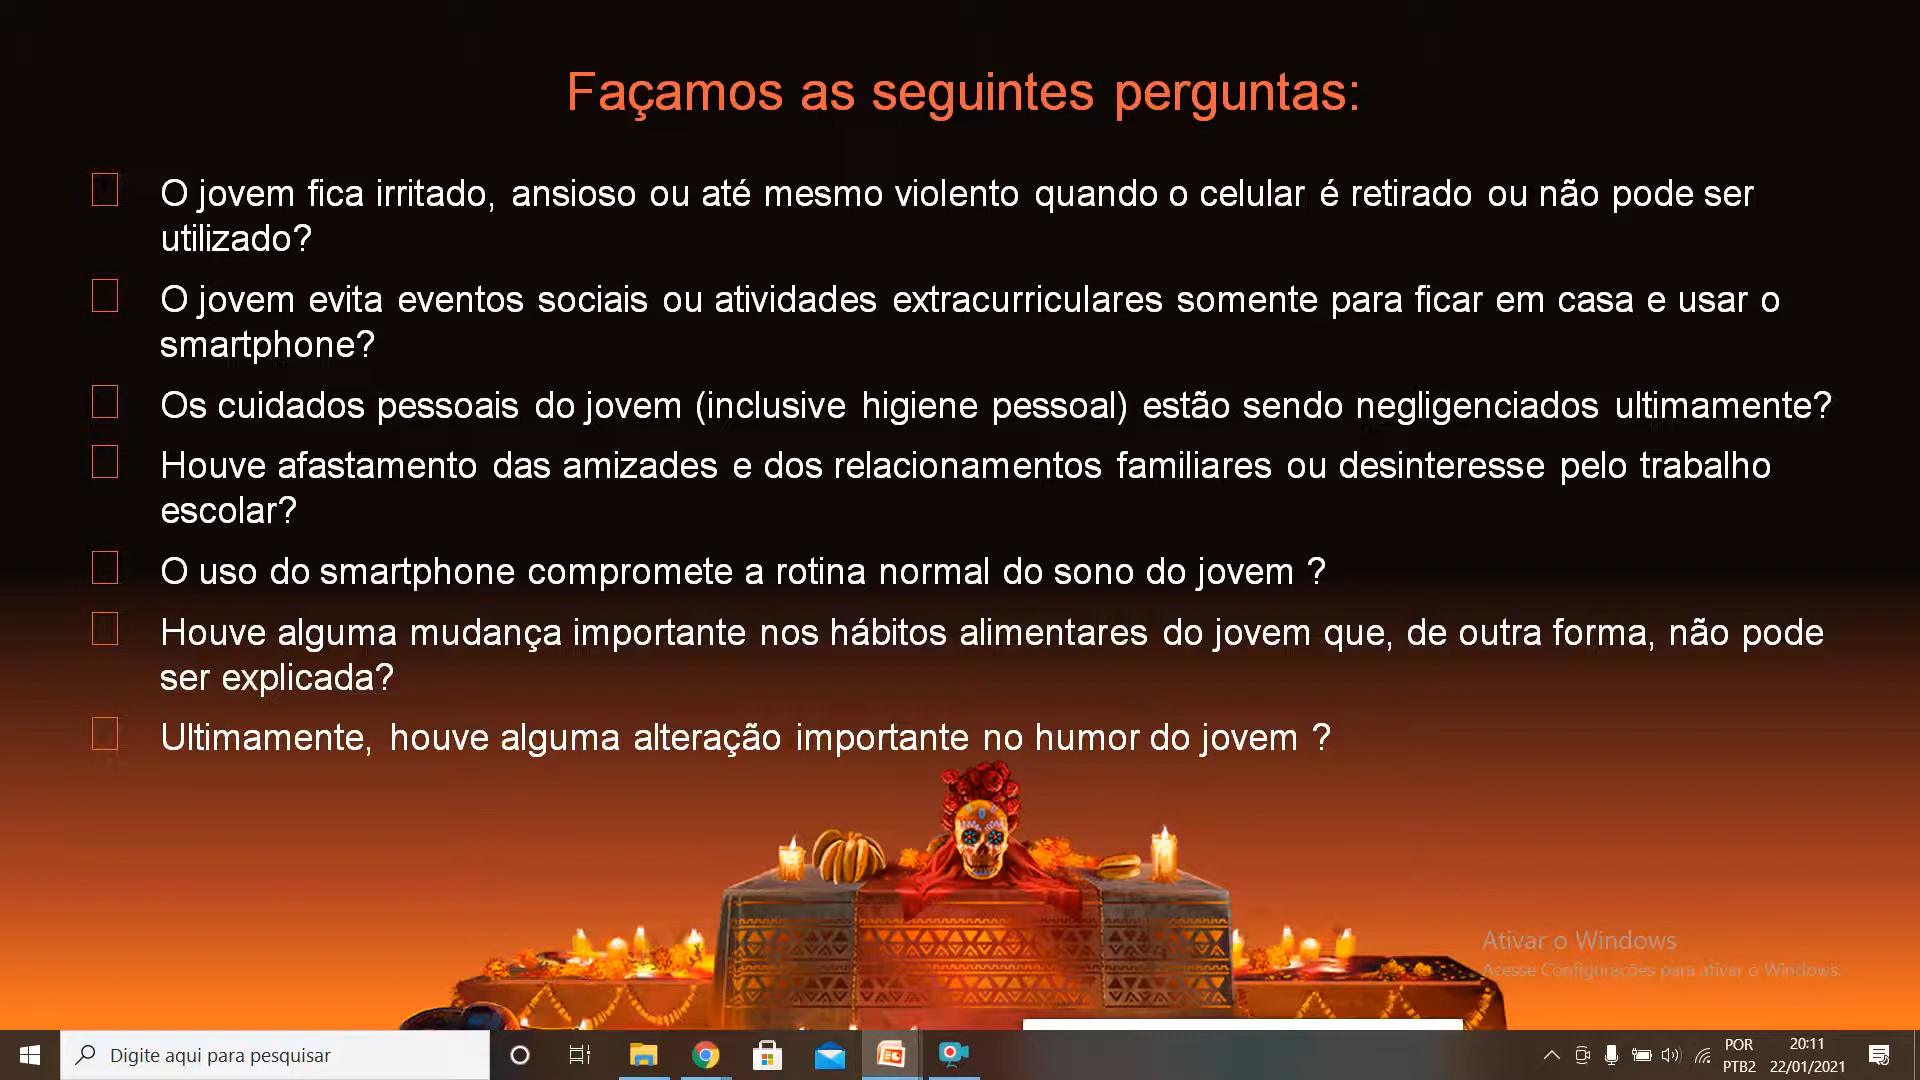 Façamos as seguintes perguntas:
O jovem fica irritado, ansioso ou até mesmo violento quando o celular é retirado ou não pode ser
utilizado?
O jovem evita eventos sociais ou atividades extracurriculares somente para ficar em casa e usar o
smartphone?
Os cuidados pessoais do jovem (inclusive higiene pessoal) estão sendo negligenciados ultimamente?
Houve afastamento das amizades e dos relacionamentos familiares ou desinteresse pelo trabalho
escolar?
O uso do smartphone compromete a rotina normal do sono do jovem ?
Houve alguma mudança importante nos hábitos alimentares do jovem que, de outra forma, não pode
ser explicada?
Ultimamente, houve alguma alteração importante no humor do jovem ?
Ativar o Windows
Acesse Configurações para ativar o Windows.
Digite aqui para pesquisar
POR
PTB2
20:11
22/01/2021